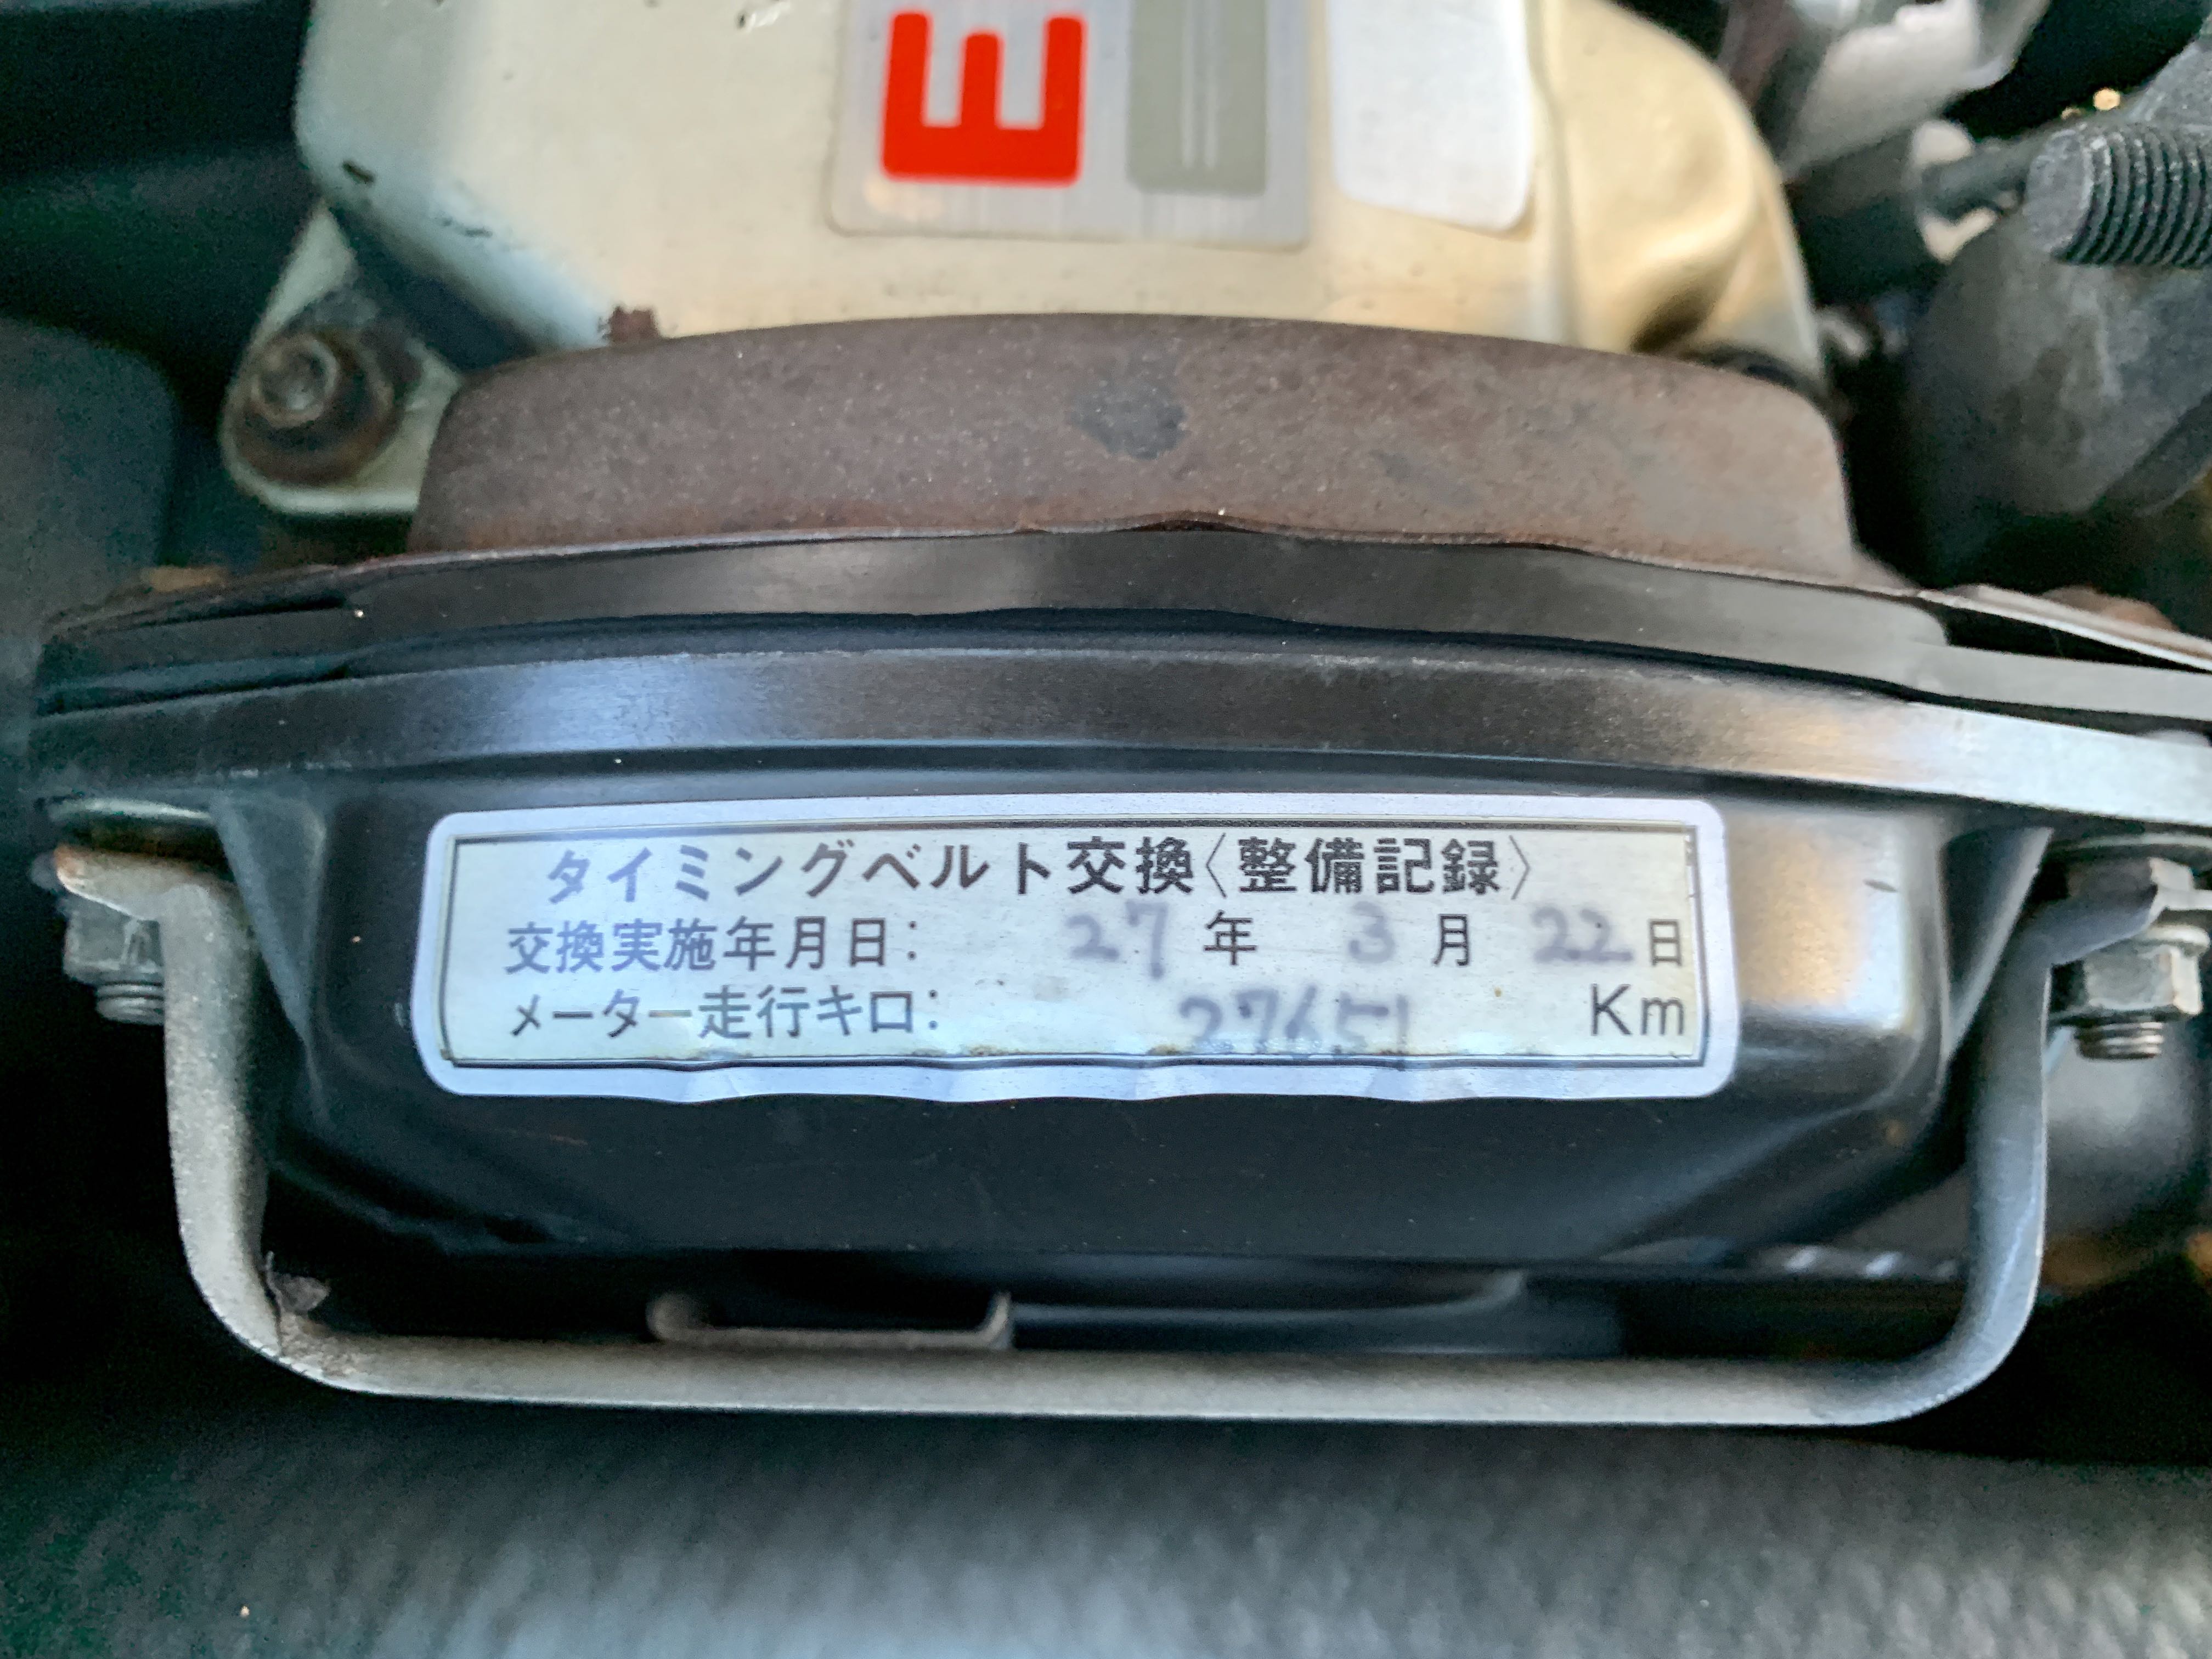 E
タイミングベルト交換〈整備記録〉
交換実施年月日： 27 年 3 月 22 日
メーター走行キロ： 27651 Km